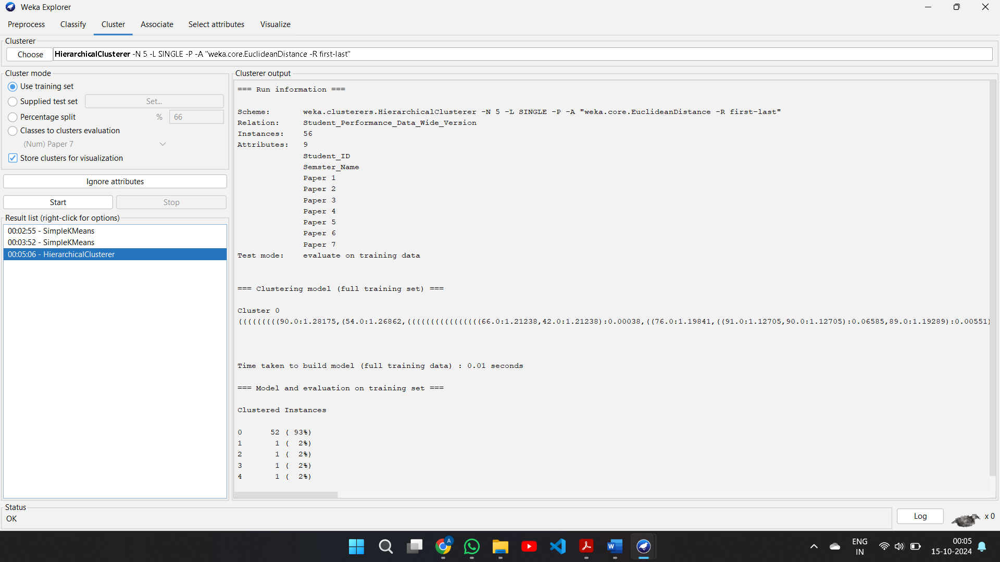 Weka Explorer
Preprocess Classify Cluster Associate Select attributes Visualize
Clusterer
Choose HierarchicalClusterer -N 5 -L SINGLE -P -A "weka.core.EuclideanDistance -R first-last"
Cluster mode
Use training set
Supplied test set Set...
Percentage split % 66
Classes to clusters evaluation
(Num) Paper 7
Store clusters for visualization
Ignore attributes
Start Stop
Result list (right-click for options)
00:02:55 - SimpleKMeans
00:03:52 - SimpleKMeans
00:05:06 - HierarchicalClusterer
Clusterer output
=== Run information ===
Scheme: weka.clusterers.HierarchicalClusterer -N 5 -L SINGLE -P -A "weka.core.EuclideanDistance -R first-last"
Relation: Student_Performance_Data_Wide_Version
Instances: 56
Attributes: 9
Student_ID
Semster_Name
Paper 1
Paper 2
Paper 3
Paper 4
Paper 5
Paper 6
Paper 7
Test mode: evaluate on training data
=== Clustering model (full training set) ===
Cluster 0
(((((((((90.0:1.28175,(54.0:1.26862,((((((((((((((((66.0:1.21238,42.0:1.21238):0.00038,((76.0:1.19841,((91.0:1.12705,90.0:1.12705):0.06585,89.0:1.19289):0.00551)
Time taken to build model (full training data) : 0.01 seconds
=== Model and evaluation on training set ===
Clustered Instances
0 52 ( 93%)
1 1 ( 2%)
2 1 ( 2%)
3 1 ( 2%)
4 1 ( 2%)
Status
OK
Log x 0
A
W
ENG
IN
00:05
15-10-2024